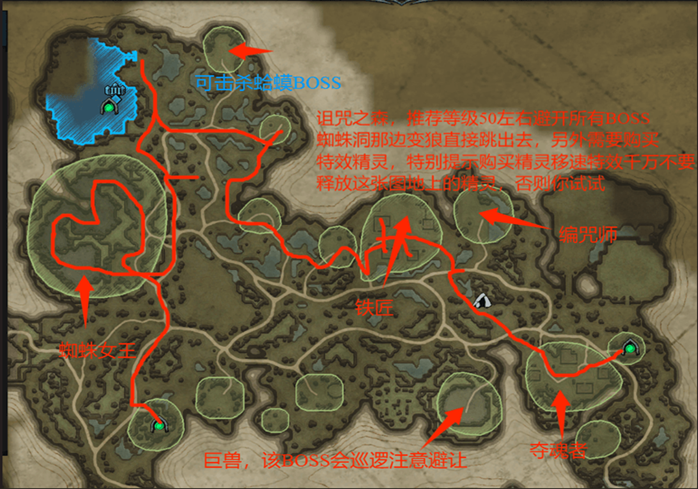 可击杀蛤蟆BOSS
诅咒之森，推荐等级50左右避开所有BOSS
蜘蛛洞那边变狼直接跳出去，另外需要购买
特效精灵，特别提示购买精灵移速特效千万不要
释放这张图地上的精灵，否则你试试
编咒师
铁匠
蜘蛛女王
巨兽，该BOSS会巡逻注意避让
夺魂者